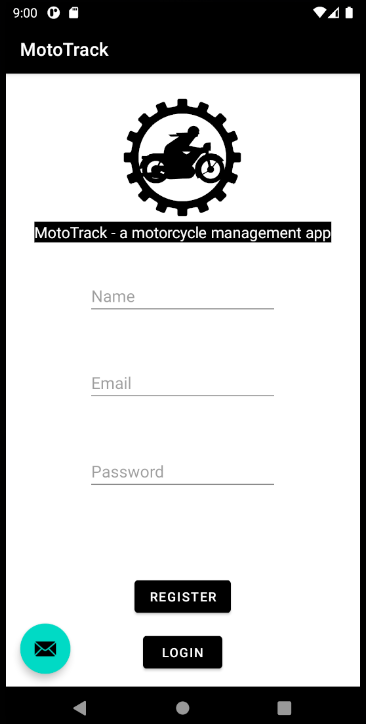 9:00
MotoTrack
MotoTrack - a motorcycle management app
Name
Email
Password
REGISTER
LOGIN